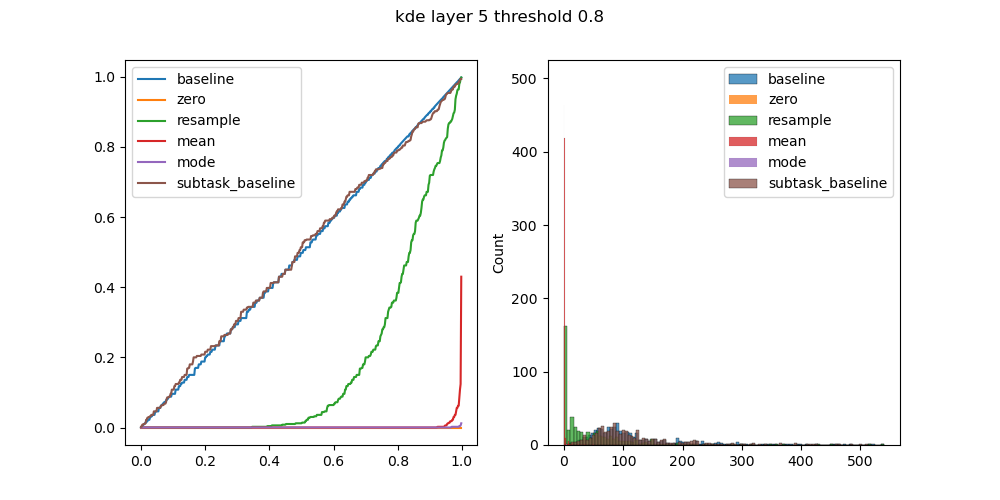 kde layer 5 threshold 0.8
1.0
0.8
0.6
0.4
0.2
0.0
0.0 0.2 0.4 0.6 0.8 1.0
baseline
zero
resample
mean
mode
subtask_baseline
Count
500
400
300
200
100
0
0 100 200 300 400 500
baseline
zero
resample
mean
mode
subtask_baseline